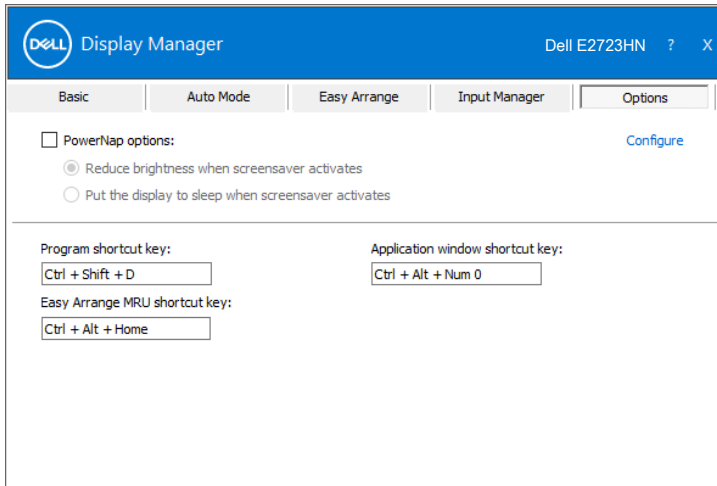 DELL Display Manager Dell E2723HN ? X
Basic Auto Mode Easy Arrange Input Manager Options
PowerNap options: Configure
Reduce brightness when screensaver activates
Put the display to sleep when screensaver activates
Program shortcut key: Application window shortcut key:
Ctrl + Shift + D Ctrl + Alt + Num 0
Easy Arrange MRU shortcut key:
Ctrl + Alt + Home